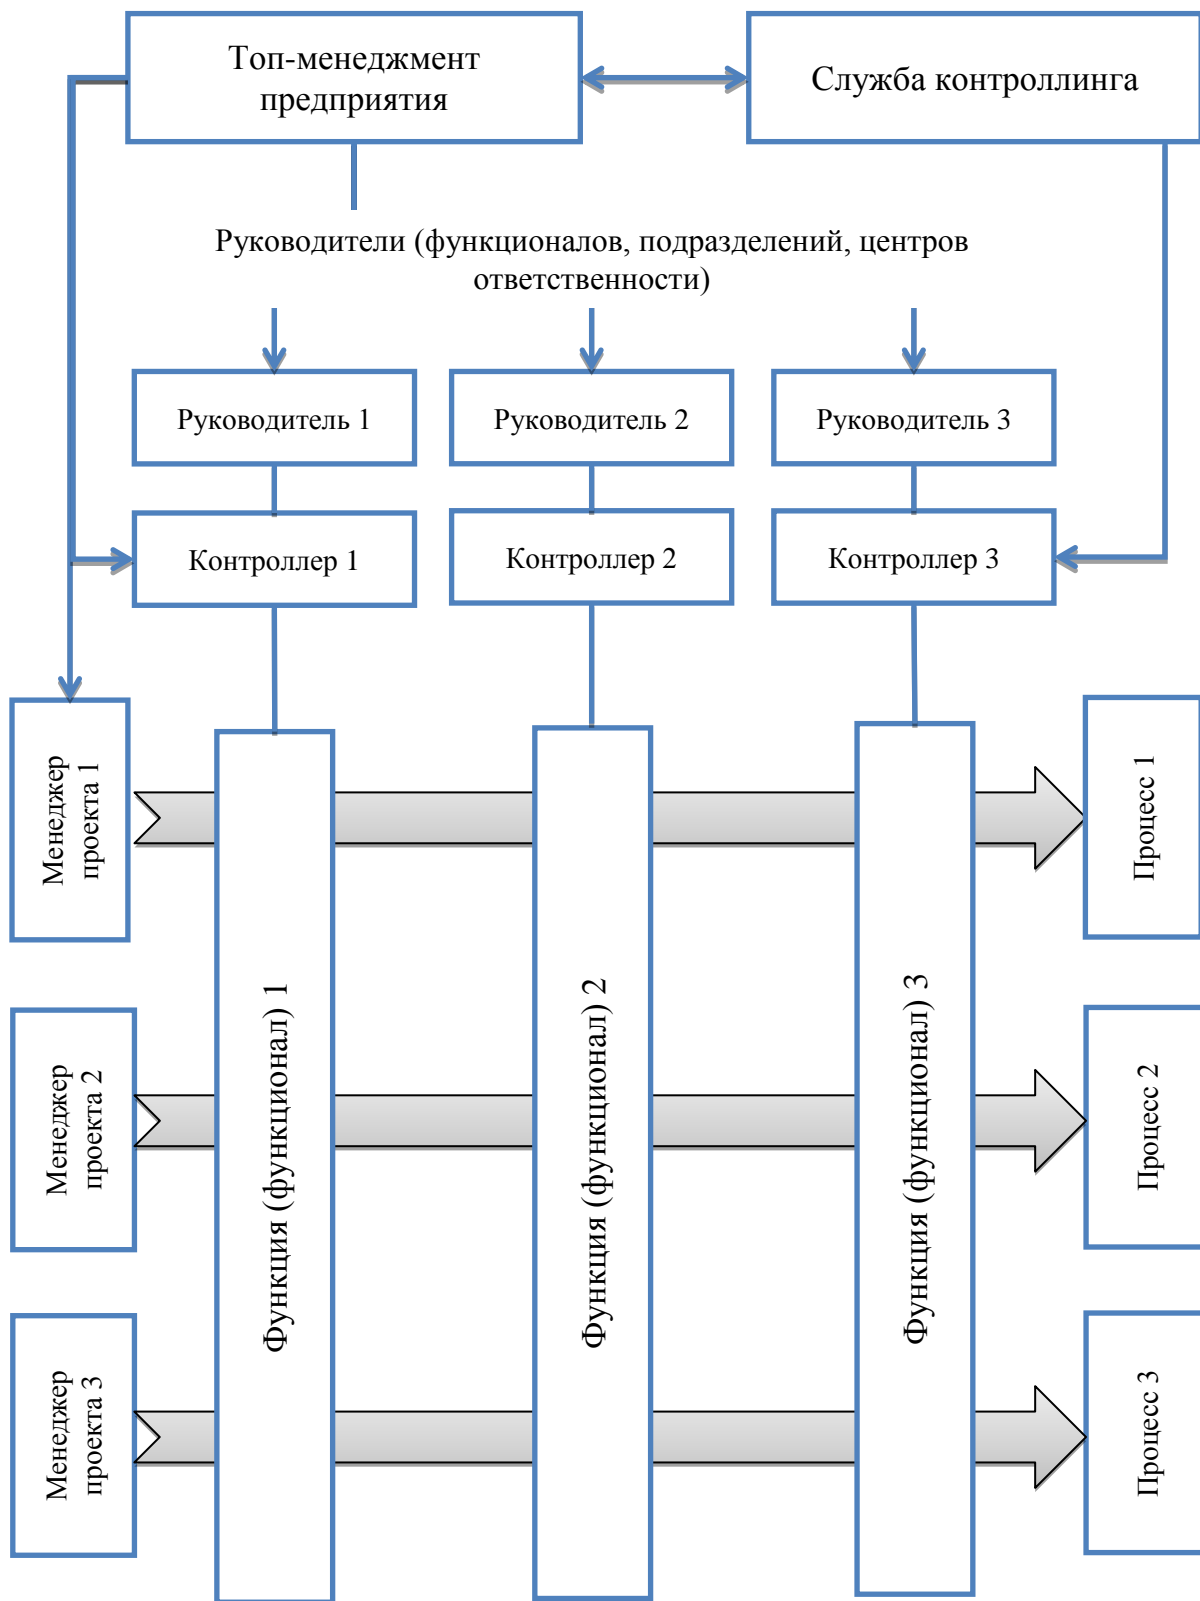 Топ-менеджмент
предприятия
Служба контроллинга
Руководители (функционалов, подразделений, центров
ответственности)
Руководитель 1
Руководитель 2
Руководитель 3
Контроллер 1
Контроллер 2
Контроллер 3
Менеджер
проекта 1
Процесс 1
Функция (функционал) 1
Функция (функционал) 2
Функция (функционал) 3
Менеджер
проекта 2
Процесс 2
Менеджер
проекта 3
Процесс 3